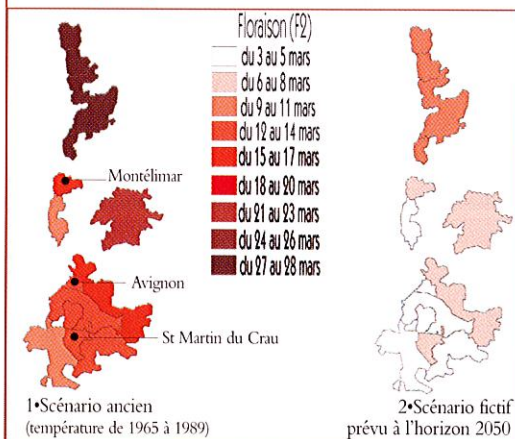 Floraison (F2)
du 3 au 5 mars
du 6 au 8 mars
du 9 au 11 mars
du 12 au 14 mars
du 15 au 17 mars
du 18 au 20 mars
du 21 au 23 mars
du 24 au 26 mars
du 27 au 28 mars
Montélimar
Avignon
St Martin du Crau
1•Scénario ancien
(température de 1965 à 1989)
2•Scénario fictif
prévu à l'horizon 2050